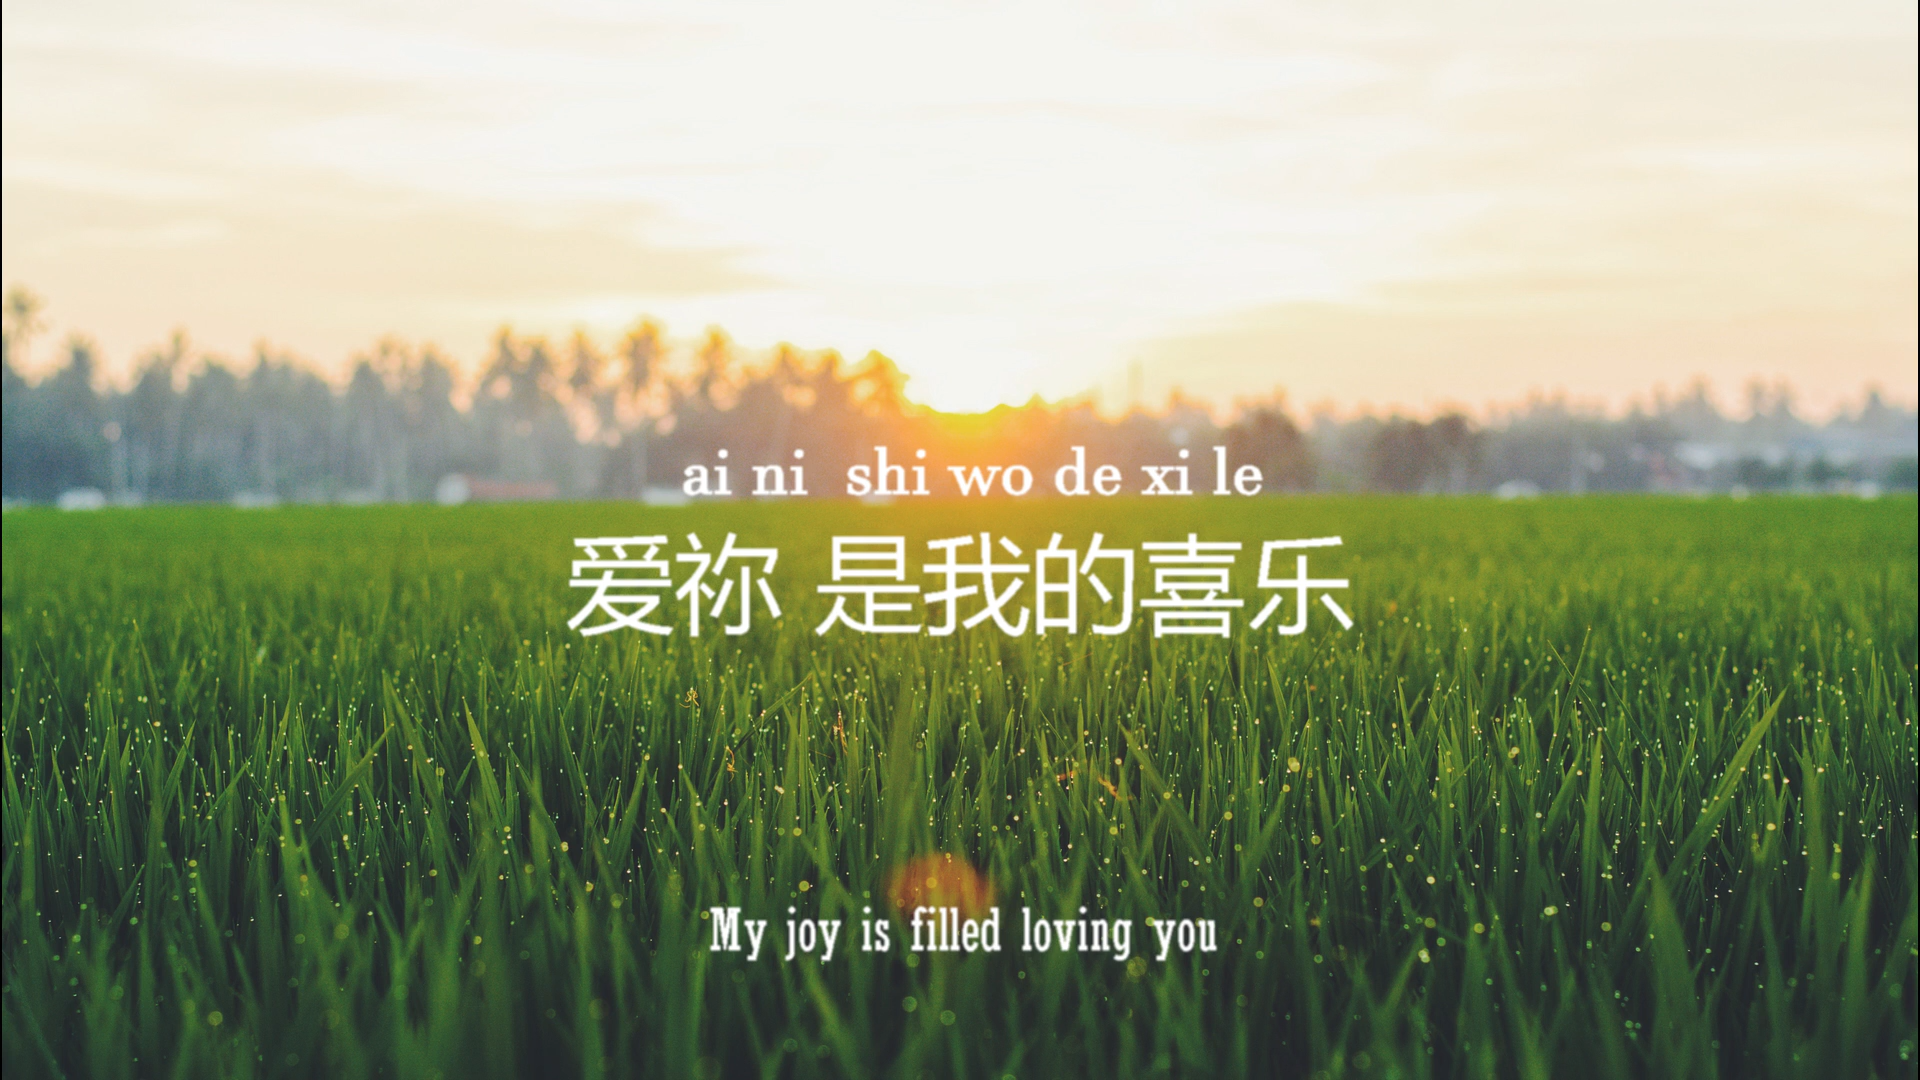 ai ni shi wo de xi le
爱祢 是我的喜乐
My joy is filled loving you